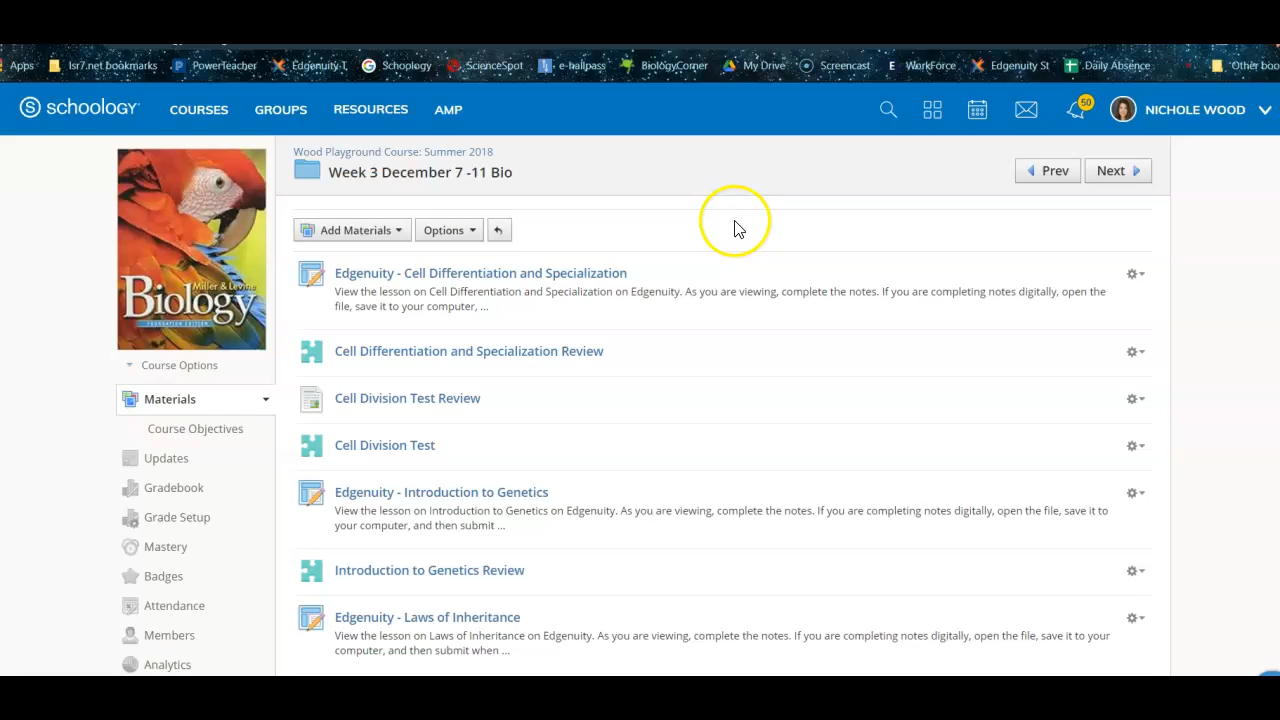 Apps lsr7.net bookmarks PowerTeacher Edgenuity T Schoology ScienceSpot e-hallpass BiologyCorner My Drive Screencast WorkForce Edgenuity St Daily Absence Other boo
schoology COURSES GROUPS RESOURCES AMP 50 NICHOLE WOOD
Wood Playground Course: Summer 2018
Week 3 December 7 -11 Bio
Prev Next
Add Materials Options
Miller & Levine
Biology
FOUNDATION EDITION
Course Options
Materials
Course Objectives
Updates
Gradebook
Grade Setup
Mastery
Badges
Attendance
Members
Analytics
Edgenuity - Cell Differentiation and Specialization
View the lesson on Cell Differentiation and Specialization on Edgenuity. As you are viewing, complete the notes. If you are completing notes digitally, open the
file, save it to your computer, ...
Cell Differentiation and Specialization Review
Cell Division Test Review
Cell Division Test
Edgenuity - Introduction to Genetics
View the lesson on Introduction to Genetics on Edgenuity. As you are viewing, complete the notes. If you are completing notes digitally, open the file, save it to
your computer, and then submit ...
Introduction to Genetics Review
Edgenuity - Laws of Inheritance
View the lesson on Laws of Inheritance on Edgenuity. As you are viewing, complete the notes. If you are completing notes digitally, open the file, save it to your
computer, and then submit when ...